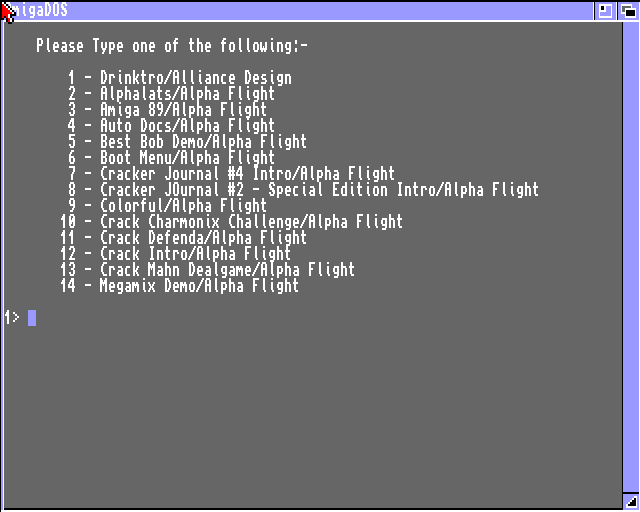 AmigaDOS
Please Type one of the following:-
1 - Drinktro/Alliance Design
2 - Alphalats/Alpha Flight
3 - Amiga 89/Alpha Flight
4 - Auto Docs/Alpha Flight
5 - Best Bob Demo/Alpha Flight
6 - Boot Menu/Alpha Flight
7 - Cracker Journal #4 Intro/Alpha Flight
8 - Cracker JOurnal #2 - Special Edition Intro/Alpha Flight
9 - Colorful/Alpha Flight
10 - Crack Charmonix Challenge/Alpha Flight
11 - Crack Defenda/Alpha Flight
12 - Crack Intro/Alpha Flight
13 - Crack Mahn Dealgame/Alpha Flight
14 - Megamix Demo/Alpha Flight
1>